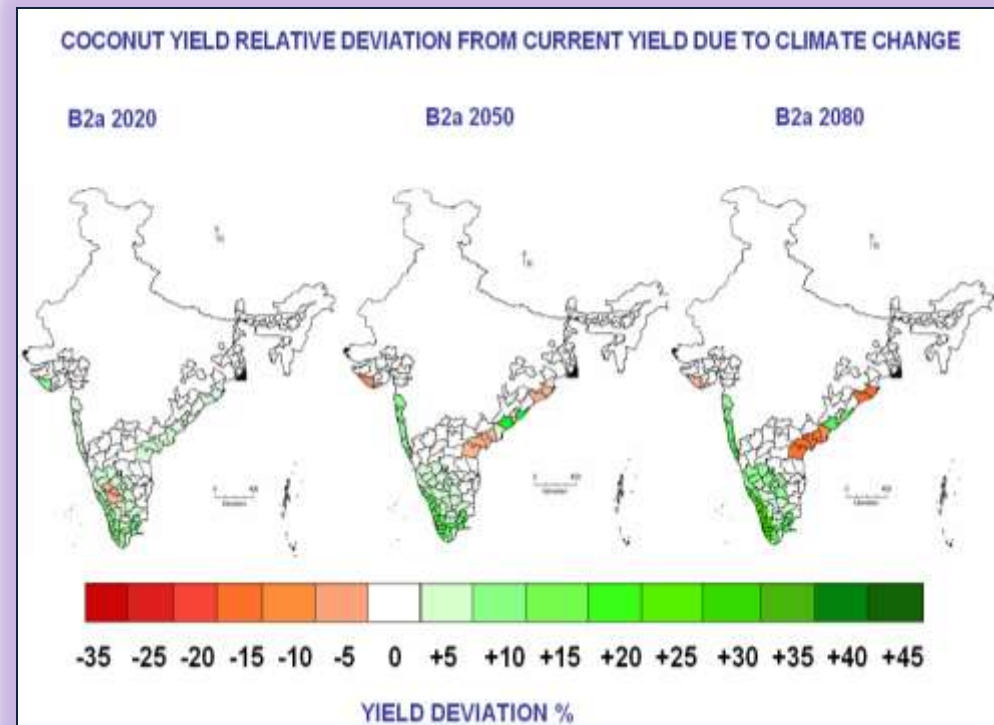 COCONUT YIELD RELATIVE DEVIATION FROM CURRENT YIELD DUE TO CLIMATE CHANGE
B2a 2020 B2a 2050 B2a 2080
-35 -25 -20 -15 -10 -5 0 +5 +10 +15 +20 +25 +30 +35 +40 +45
YIELD DEVIATION %